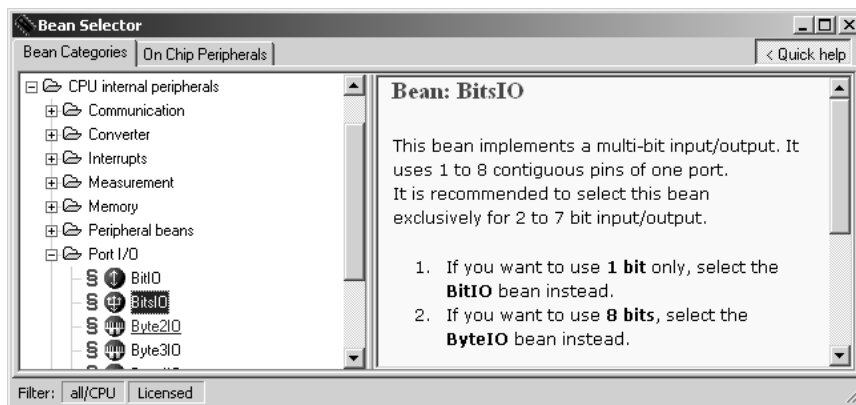 Bean Selector
Bean Categories
On Chip Peripherals
< Quick help
CPU internal peripherals
Communication
Converter
Interrupts
Measurement
Memory
Peripheral beans
Port I/O
BitIO
BitsIO
Byte2IO
Byte3IO
Bean: BitsIO
This bean implements a multi-bit input/output. It
uses 1 to 8 contiguous pins of one port.
It is recommended to select this bean
exclusively for 2 to 7 bit input/output.
1. If you want to use 1 bit only, select the
BitIO bean instead.
2. If you want to use 8 bits, select the
ByteIO bean instead.
Filter: all/CPU Licensed